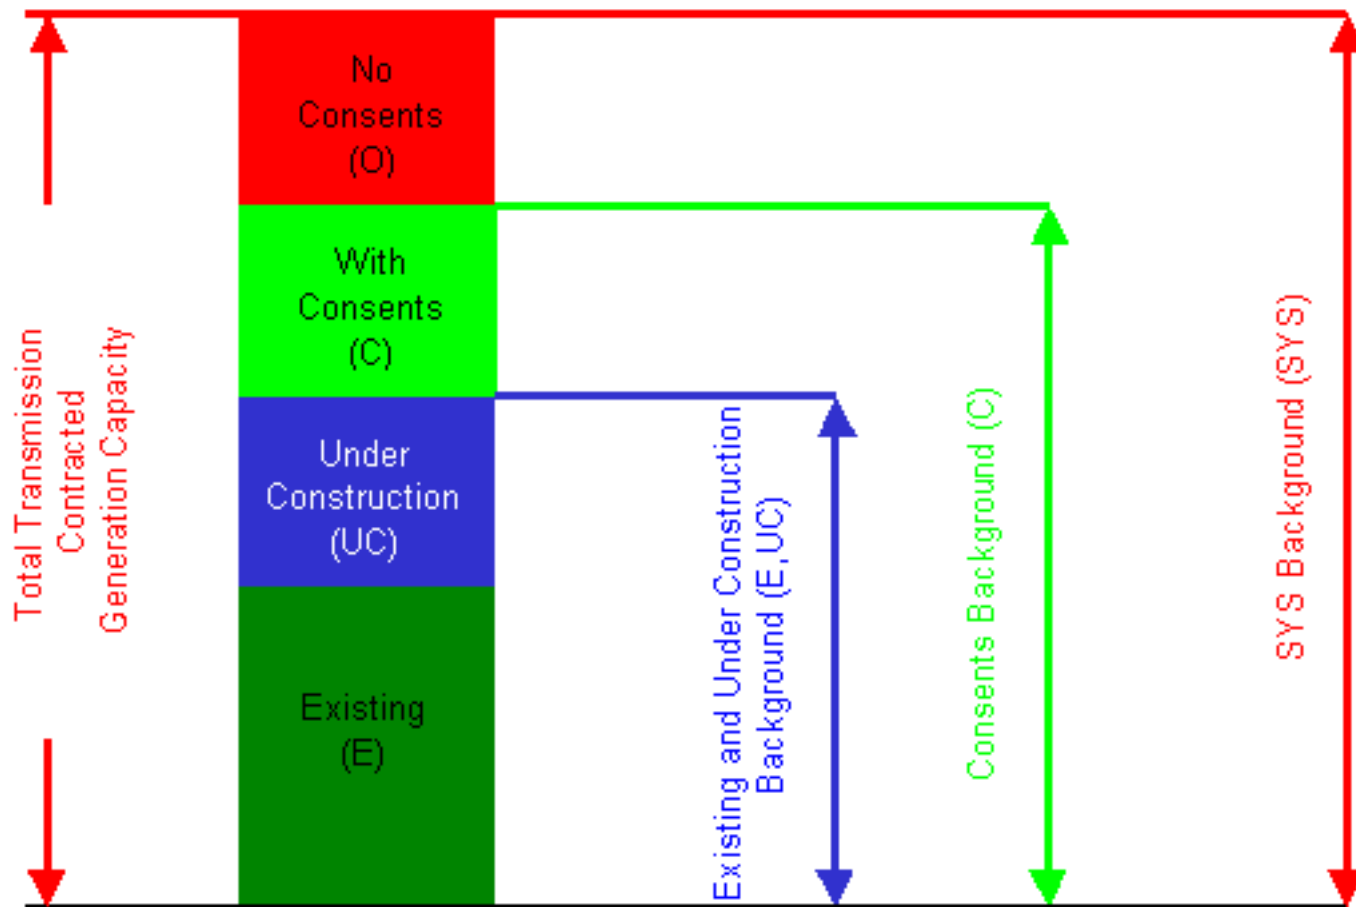 No
Consents
(O)
With
Consents
(C)
Under
Construction
(UC)
Existing
(E)
Total Transmission
Contracted
Generation Capacity
Existing and Under Construction
Background (E,UC)
Consents Background (C)
SYS Background (SYS)